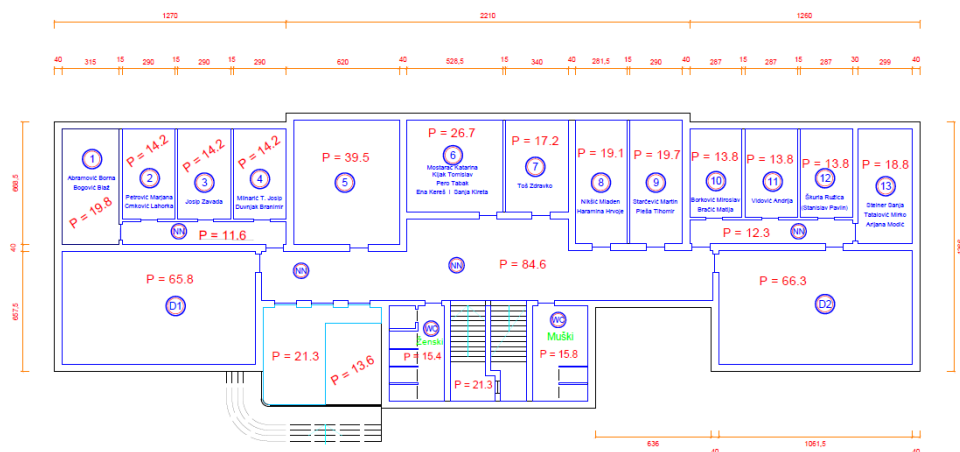 1270
2210
1260
40
315
15
290
15
290
15
290
620
40
528,5
15
340
40
281,5
15
290
40
287
15
287
15
287
30
299
40
668,5
40
657,5
1
Abramović Borna
Bogović Blaž
P = 19.8
P = 14.2
2
Petrović Marjana
Crnković Lahorka
P = 14.2
3
Josip Zavada
P = 14.2
4
Mlinarić T. Josip
Duvnjak Branimir
P = 39.5
5
P = 26.7
6
Mostarac Katarina
Kljak Tomislav
Pero Tabak
Ena Kereš i Sanja Kireta
P = 17.2
7
Toš Zdravko
P = 19.1
8
Nikšić Mladen
Haramina Hrvoje
P = 19.7
9
Starčević Martin
Pleša Tihomir
P = 13.8
10
Borković Miroslav
Bračić Matija
P = 13.8
11
Vidović Andrija
P = 13.8
12
Škurla Ružica
(Stanislav Pavlin)
P = 18.8
13
Steiner Sanja
Tatalović Mirko
Arijana Modić
NN
P = 11.6
P = 12.3
NN
NN
NN
P = 84.6
P = 65.8
D1
P = 66.3
D2
P = 21.3
P = 13.6
WC
Ženski
P = 15.4
P = 21.3
WC
Muški
P = 15.8
636
40
1061,5
40